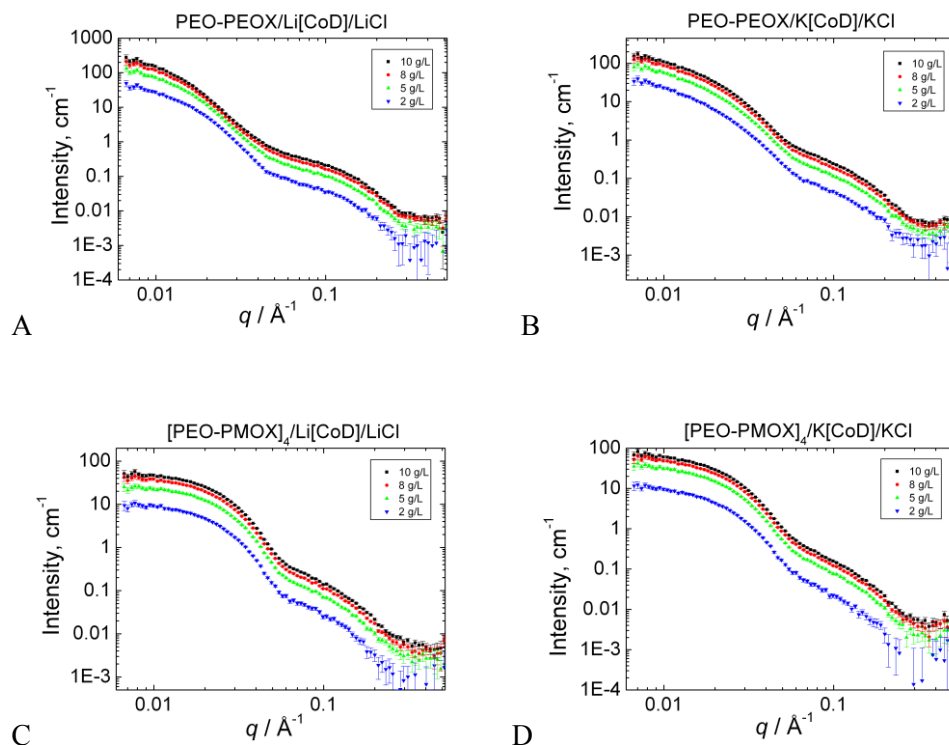 PEO-PEOX/Li[CoD]/LiCl
1000
100
10
1
0.1
0.01
1E-3
1E-4
Intensity, cm⁻¹
10 g/L
8 g/L
5 g/L
2 g/L
0.01 0.1
q / Å⁻¹
A
PEO-PEOX/K[CoD]/KCl
100
10
1
0.1
0.01
1E-3
Intensity, cm⁻¹
10 g/L
8 g/L
5 g/L
2 g/L
0.01 0.1
q / Å⁻¹
B
[PEO-PMOX]₄/Li[CoD]/LiCl
100
10
1
0.1
0.01
1E-3
Intensity, cm⁻¹
10 g/L
8 g/L
5 g/L
2 g/L
0.01 0.1
q / Å⁻¹
C
[PEO-PMOX]₄/K[CoD]/KCl
100
10
1
0.1
0.01
1E-3
1E-4
Intensity, cm⁻¹
10 g/L
8 g/L
5 g/L
2 g/L
0.01 0.1
q / Å⁻¹
D